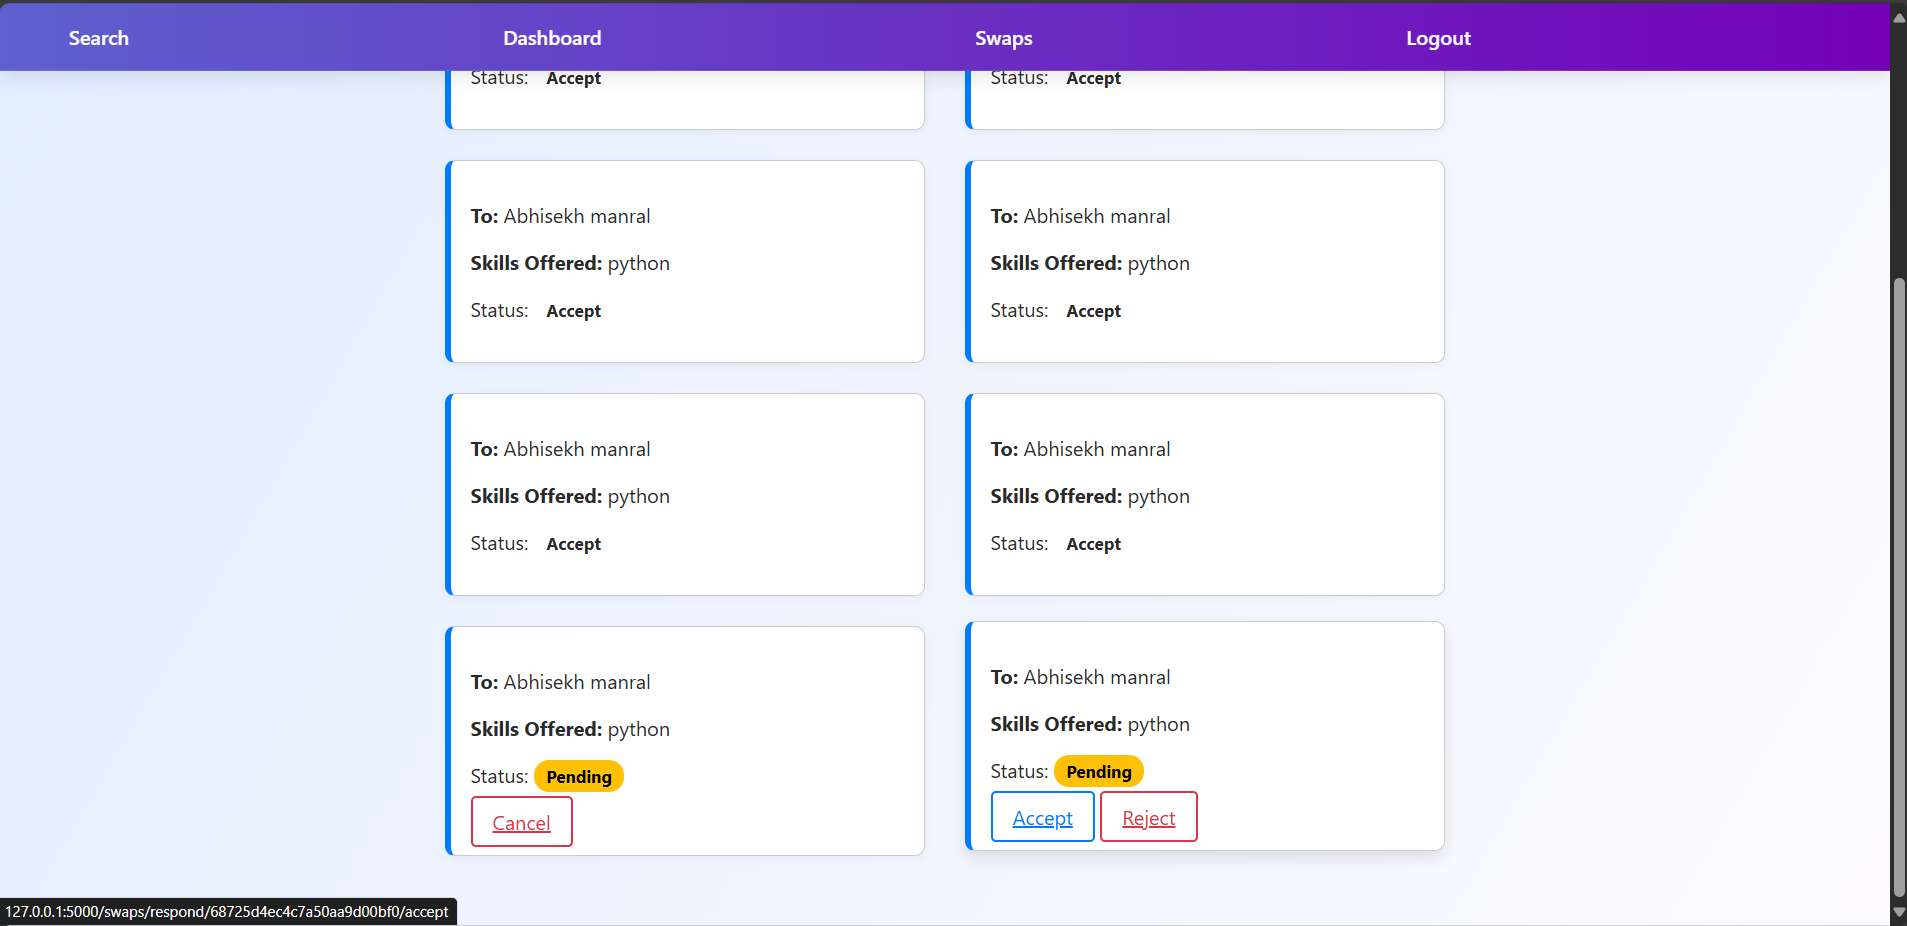 Search Dashboard Swaps Logout
Status: Accept
Status: Accept
To: Abhisekh manral
Skills Offered: python
Status: Accept
To: Abhisekh manral
Skills Offered: python
Status: Accept
To: Abhisekh manral
Skills Offered: python
Status: Accept
To: Abhisekh manral
Skills Offered: python
Status: Accept
To: Abhisekh manral
Skills Offered: python
Status: Pending
Cancel
To: Abhisekh manral
Skills Offered: python
Status: Pending
Accept Reject
127.0.0.1:5000/swaps/respond/68725d4ec4c7a50aa9d00bf0/accept